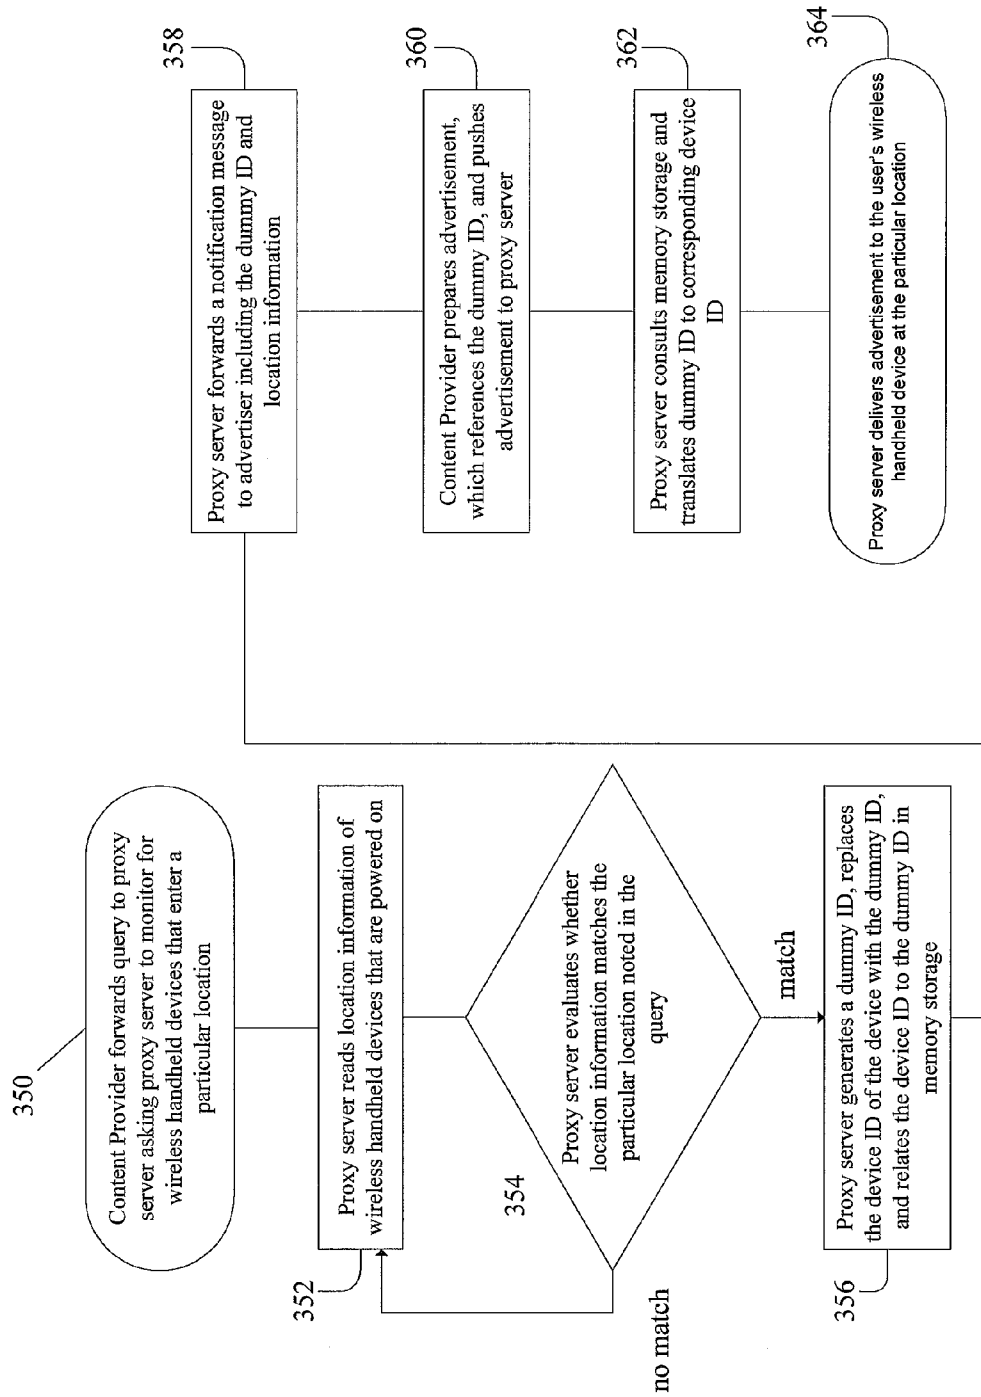 350
Content Provider forwards query to proxy
server asking proxy server to monitor for
wireless handheld devices that enter a
particular location
352
Proxy server reads location information of
wireless handheld devices that are powered on
354
Proxy server evaluates whether
location information matches the
particular location noted in the
query
no match
match
356
Proxy server generates a dummy ID, replaces
the device ID of the device with the dummy ID,
and relates the device ID to the dummy ID in
memory storage
358
Proxy server forwards a notification message
to advertiser including the dummy ID and
location information
360
Content Provider prepares advertisement,
which references the dummy ID, and pushes
advertisement to proxy server
362
Proxy server consults memory storage and
translates dummy ID to corresponding device
ID
364
Proxy server delivers advertisement to the user's wireless
handheld device at the particular location